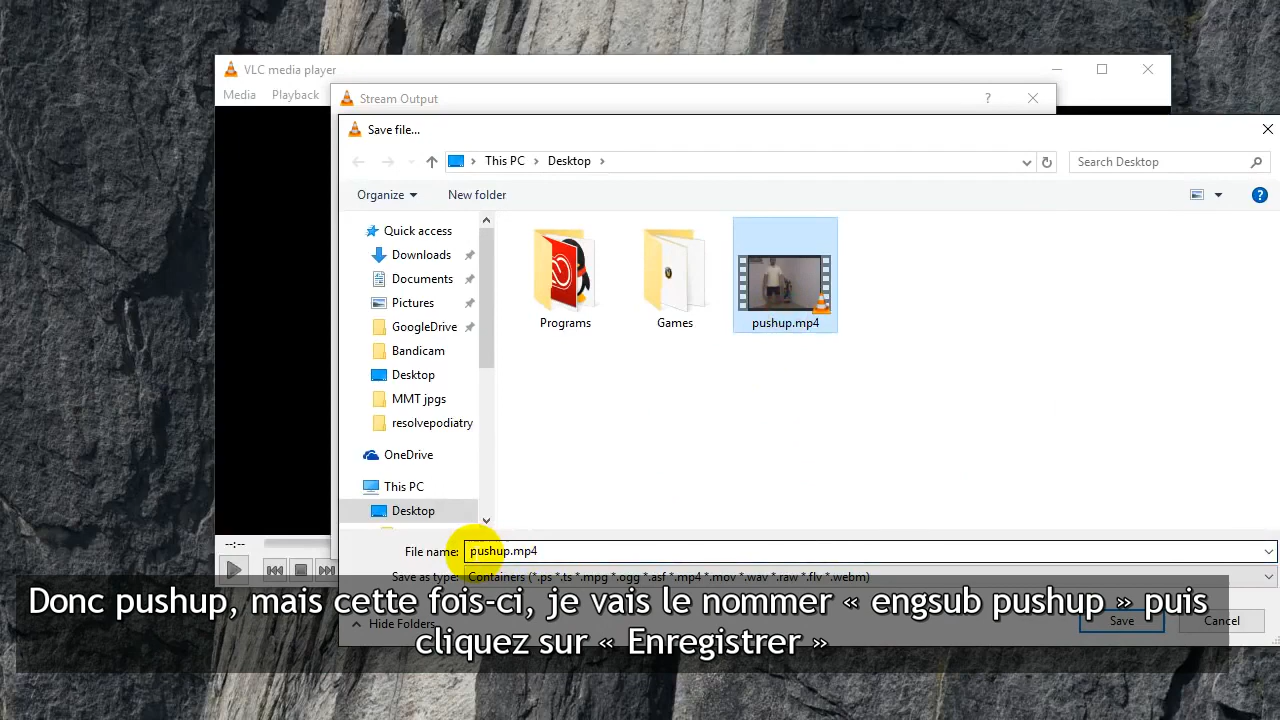 VLC media player
Media Playback
Stream Output
?
Save file...
This PC Desktop
Search Desktop
Organize New folder
?
Quick access
Downloads
Documents
Pictures
GoogleDrive
Bandicam
Desktop
MMT jpgs
resolvepodiatry
OneDrive
This PC
Desktop
Programs Games pushup.mp4
--:--
File name: pushup.mp4
Save as type: Containers (*.ps *.ts *.mpg *.ogg *.asf *.mp4 *.mov *.wav *.raw *.flv *.webm)
Hide Folders Save Cancel
Donc pushup, mais cette fois-ci, je vais le nommer « engsub pushup » puis
cliquez sur « Enregistrer »